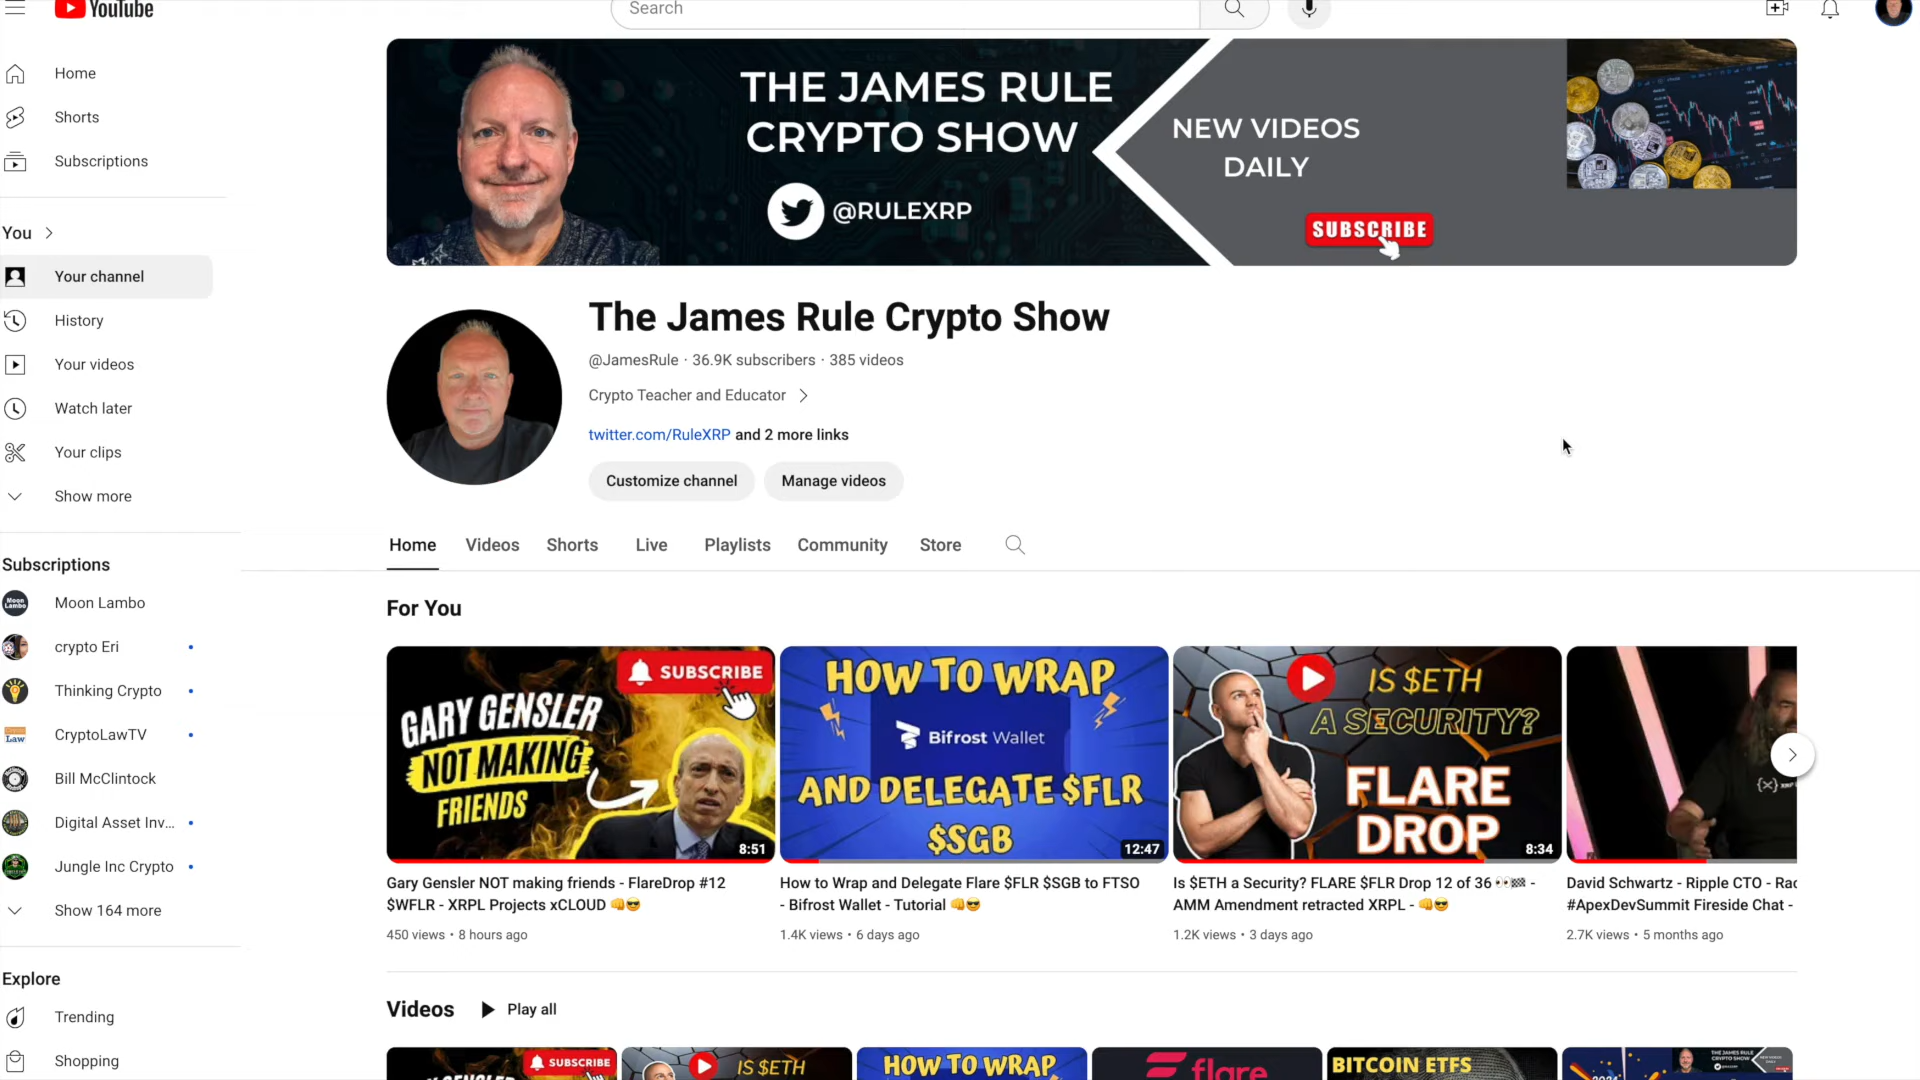 YouTube
Search
Home
Shorts
Subscriptions
You
Your channel
History
Your videos
Watch later
Your clips
Show more
Subscriptions
Moon Lambo
crypto Eri
Thinking Crypto
CryptoLawTV
Bill McClintock
Digital Asset Inv...
Jungle Inc Crypto
Show 164 more
Explore
Trending
Shopping
THE JAMES RULE
CRYPTO SHOW
@RULEXRP
NEW VIDEOS
DAILY
SUBSCRIBE
The James Rule Crypto Show
@JamesRule · 36.9K subscribers · 385 videos
Crypto Teacher and Educator
twitter.com/RuleXRP and 2 more links
Customize channel
Manage videos
Home
Videos
Shorts
Live
Playlists
Community
Store
For You
SUBSCRIBE
GARY GENSLER
NOT MAKING
FRIENDS
8:51
Gary Gensler NOT making friends - FlareDrop #12
$WFLR - XRPL Projects xCLOUD 👊😎
450 views • 8 hours ago
HOW TO WRAP
Bifrost Wallet
AND DELEGATE $FLR
$SGB
12:47
How to Wrap and Delegate Flare $FLR $SGB to FTSO
- Bifrost Wallet - Tutorial 👊😎
1.4K views • 6 days ago
IS $ETH
A SECURITY?
FLARE
DROP
8:34
Is $ETH a Security? FLARE $FLR Drop 12 of 36 👀🏁 -
AMM Amendment retracted XRPL - 👊😎
1.2K views • 3 days ago
David Schwartz - Ripple CTO -
#ApexDevSummit Fireside Chat -
2.7K views • 5 months ago
Videos
Play all
SUBSCRIBE
IS $ETH
HOW TO WRAP
flare
BITCOIN ETFS
THE JAMES RULE
CRYPTO SHOW